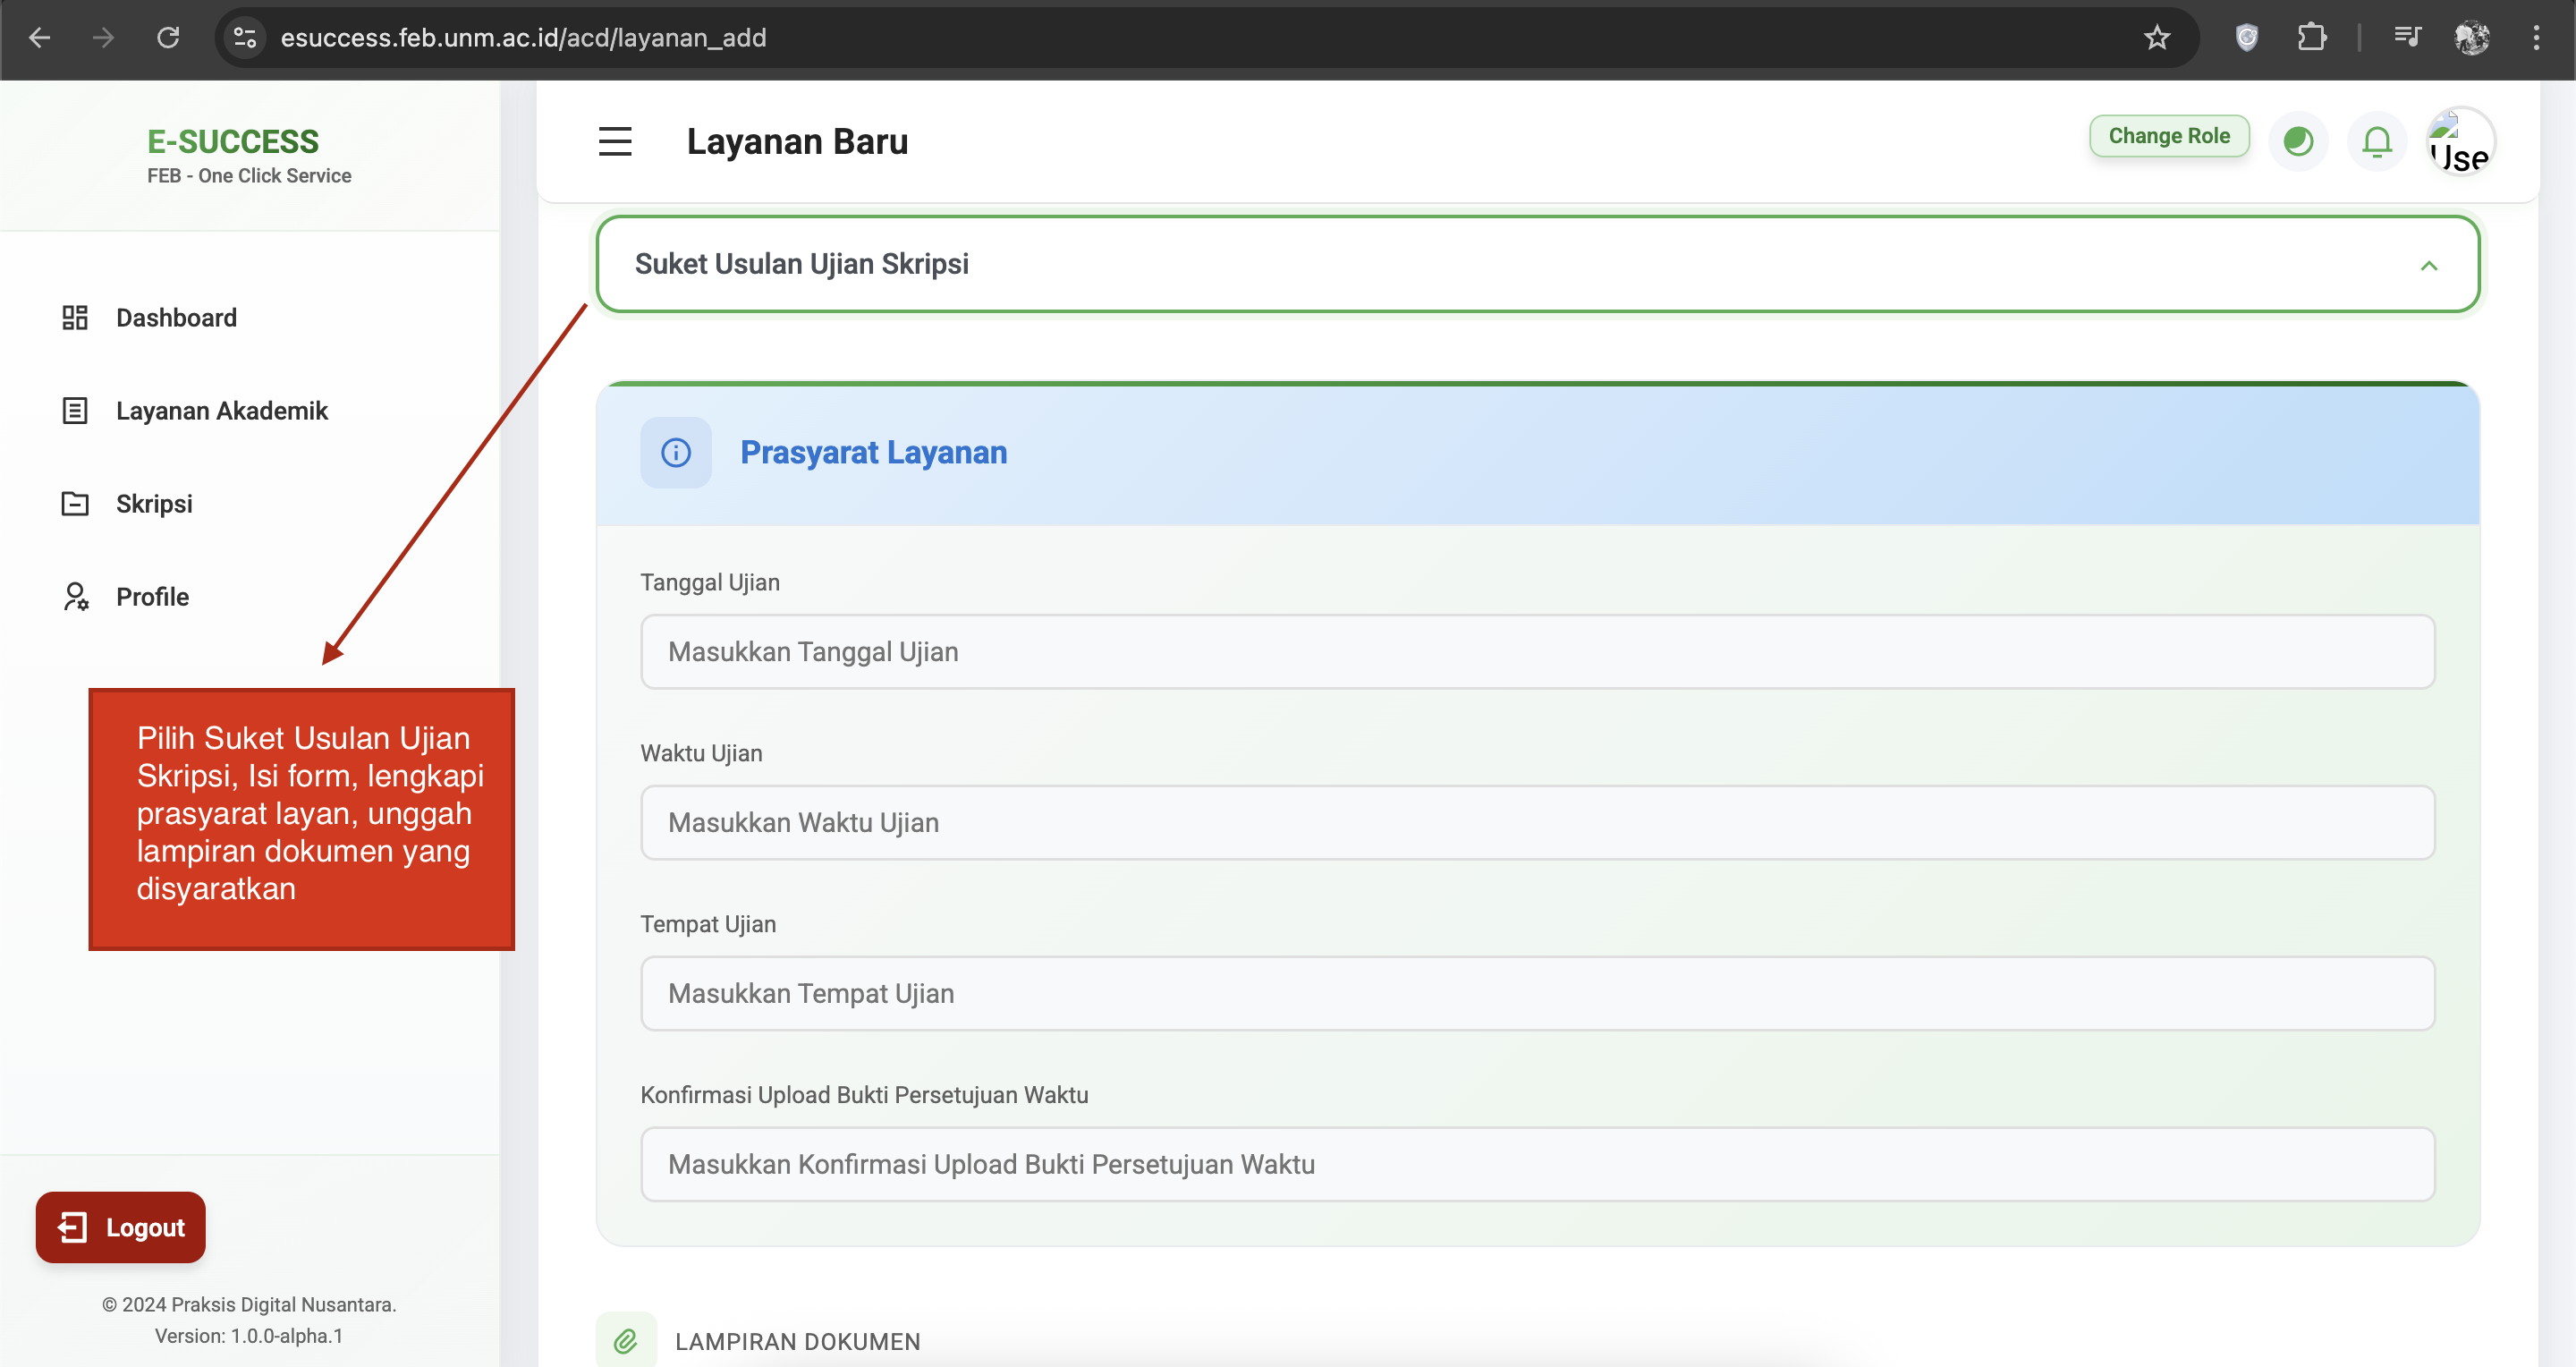 esuccess.feb.unm.ac.id/acd/layanan_add
E-SUCCESS
FEB - One Click Service
Layanan Baru
Change Role
Use
Suket Usulan Ujian Skripsi
Dashboard
Layanan Akademik
Skripsi
Profile
Pilih Suket Usulan Ujian
Skripsi, Isi form, lengkapi
prasyarat layan, unggah
lampiran dokumen yang
disyaratkan
Prasyarat Layanan
Tanggal Ujian
Masukkan Tanggal Ujian
Waktu Ujian
Masukkan Waktu Ujian
Tempat Ujian
Masukkan Tempat Ujian
Konfirmasi Upload Bukti Persetujuan Waktu
Masukkan Konfirmasi Upload Bukti Persetujuan Waktu
LAMPIRAN DOKUMEN
Logout
© 2024 Praksis Digital Nusantara.
Version: 1.0.0-alpha.1